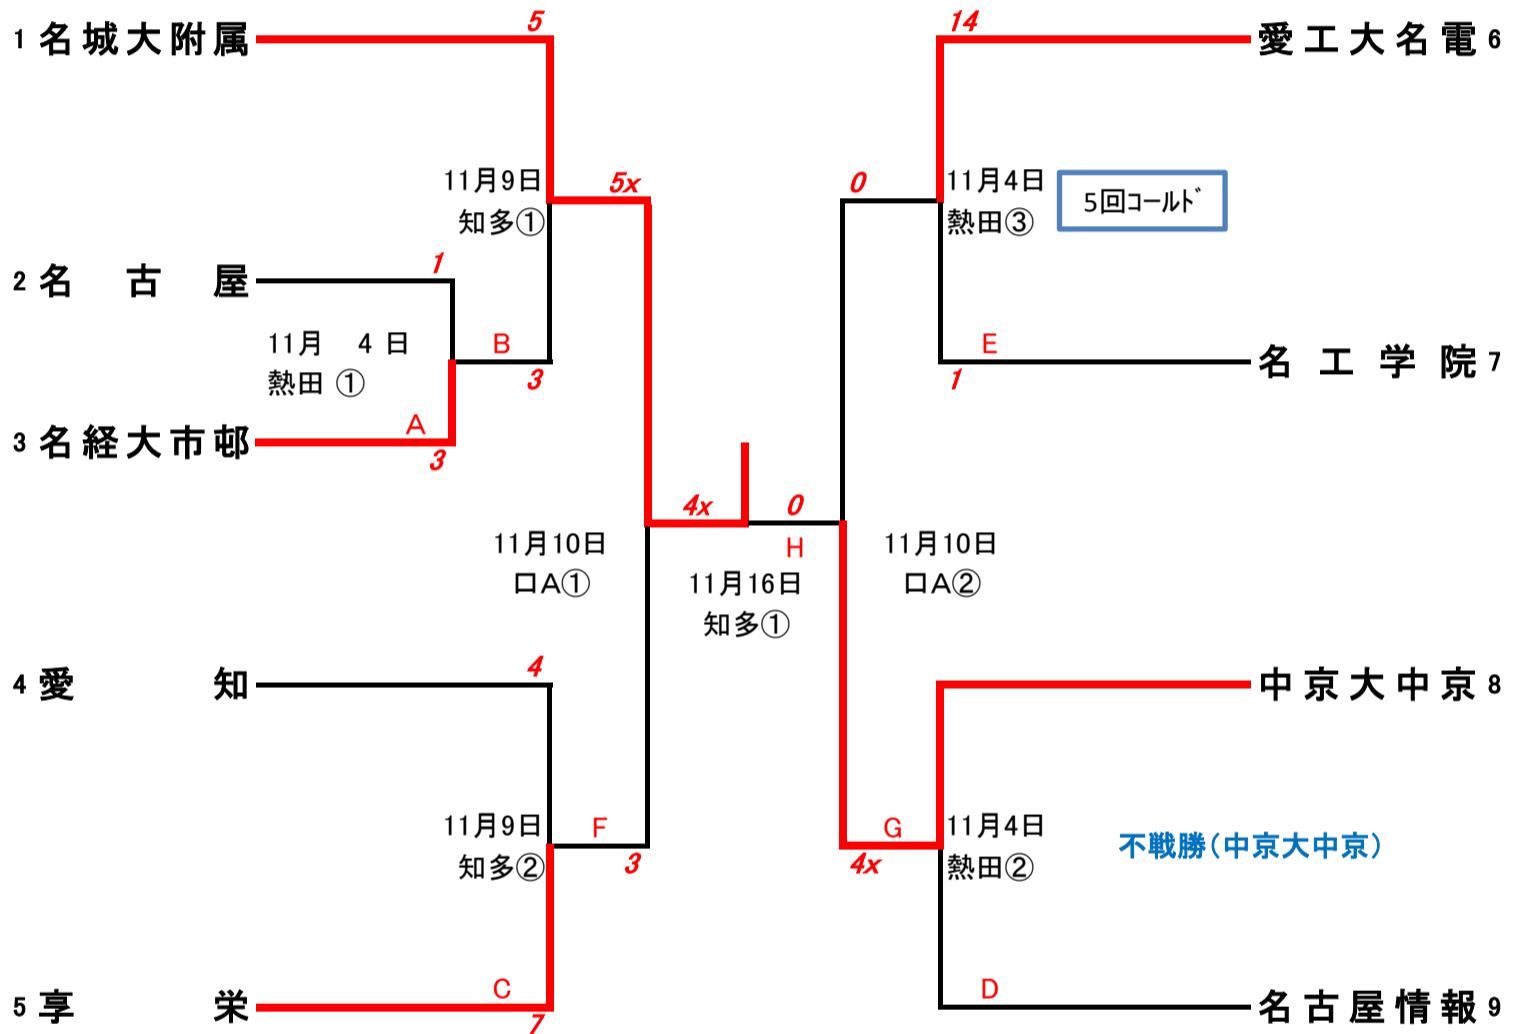 1 名城大附属
5
14
愛工大名電 6
11月9日
知多①
5x
0
11月4日
熱田③
5回コールド
2 名古屋
1
11月 4 日
熱田 ①
B
3
E
1
名工学院 7
3 名経大市邨
A
3
4x
0
H
11月10日
口A①
11月16日
知多①
11月10日
口A②
4 愛知
4
中京大中京 8
11月9日
知多②
F
3
G
4x
11月4日
熱田②
不戦勝(中京大中京)
5 享栄
C
7
D
名古屋情報 9